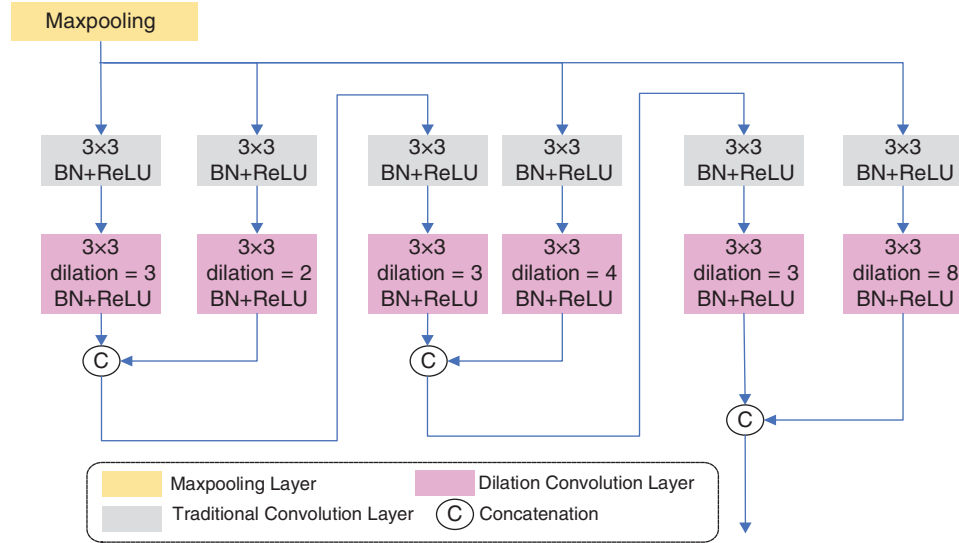 Maxpooling
3×3
BN+ReLU
3×3
BN+ReLU
3×3
BN+ReLU
3×3
BN+ReLU
3×3
BN+ReLU
3×3
BN+ReLU
3×3
dilation = 3
BN+ReLU
3×3
dilation = 2
BN+ReLU
3×3
dilation = 3
BN+ReLU
3×3
dilation = 4
BN+ReLU
3×3
dilation = 3
BN+ReLU
3×3
dilation = 8
BN+ReLU
C
C
C
Maxpooling Layer
Dilation Convolution Layer
Traditional Convolution Layer
C
Concatenation